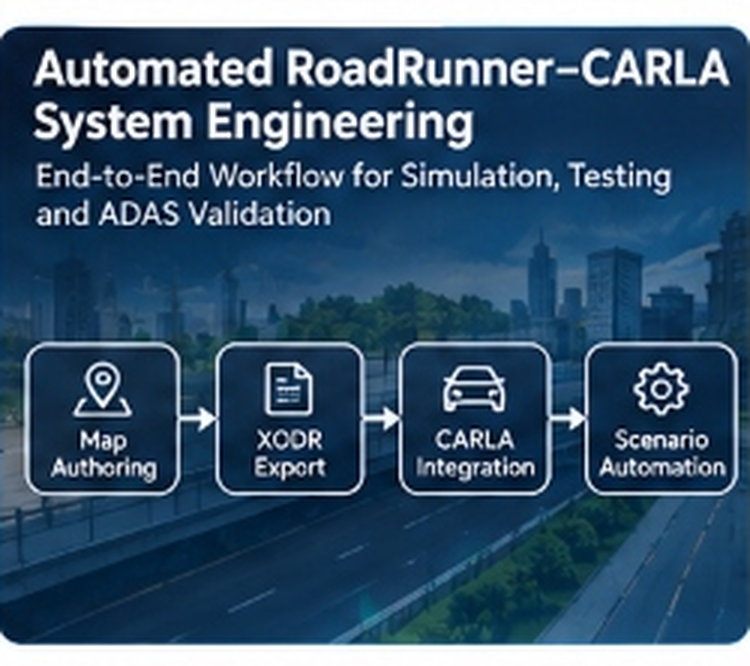 Automated RoadRunner–CARLA
System Engineering
End-to-End Workflow for Simulation, Testing
and ADAS Validation
Map
Authoring
XODR
Export
CARLA
Integration
Scenario
Automation